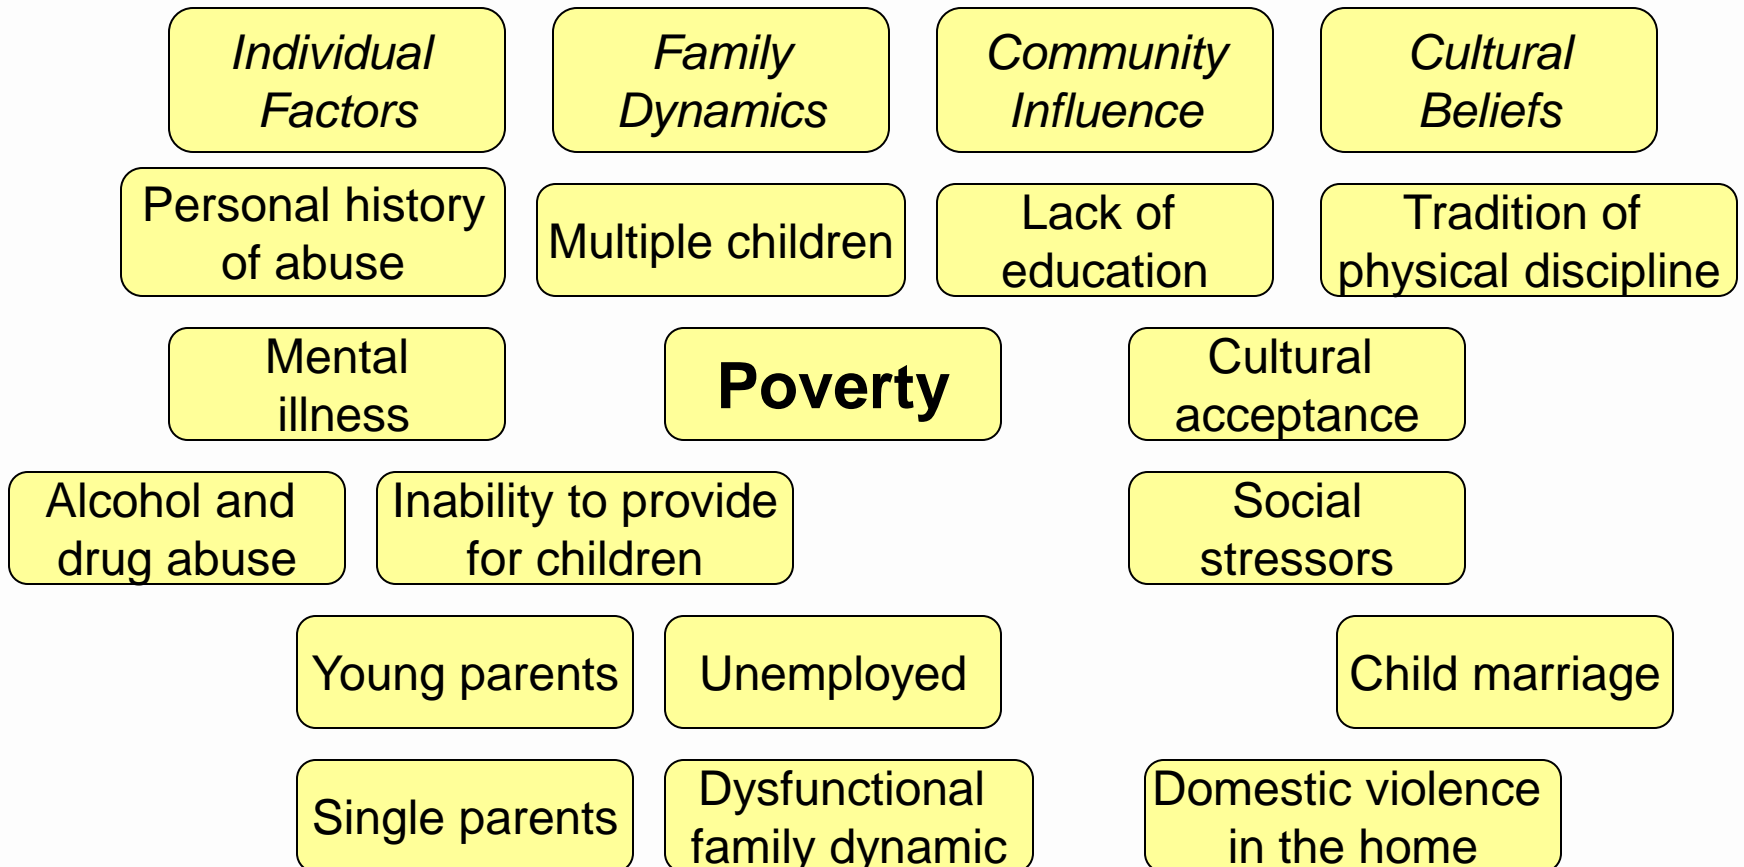 Individual
Factors
Family
Dynamics
Community
Influence
Cultural
Beliefs
Personal history
of abuse
Multiple children
Lack of
education
Tradition of
physical discipline
Mental
illness
Poverty
Cultural
acceptance
Alcohol and
drug abuse
Inability to provide
for children
Social
stressors
Young parents
Unemployed
Child marriage
Single parents
Dysfunctional
family dynamic
Domestic violence
in the home